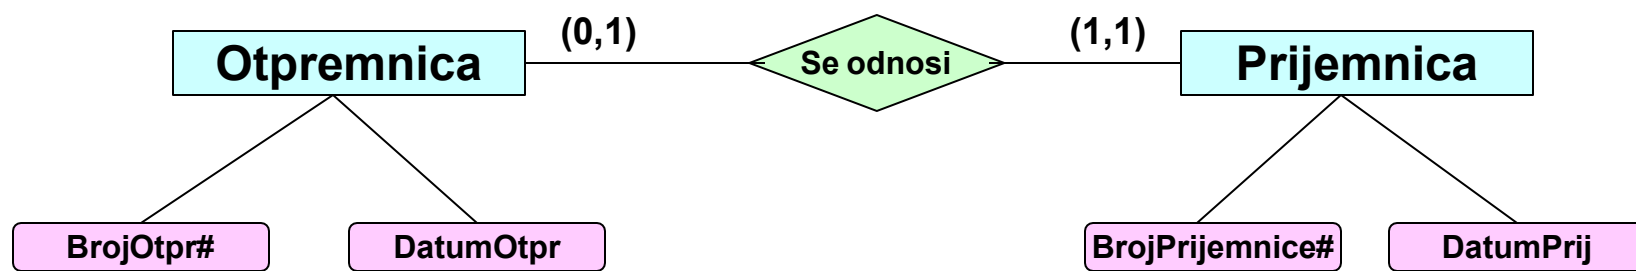 (0,1)
(1,1)
Otpremnica
Se odnosi
Prijemnica
BrojOtpr#
DatumOtpr
BrojPrijemnice#
DatumPrij